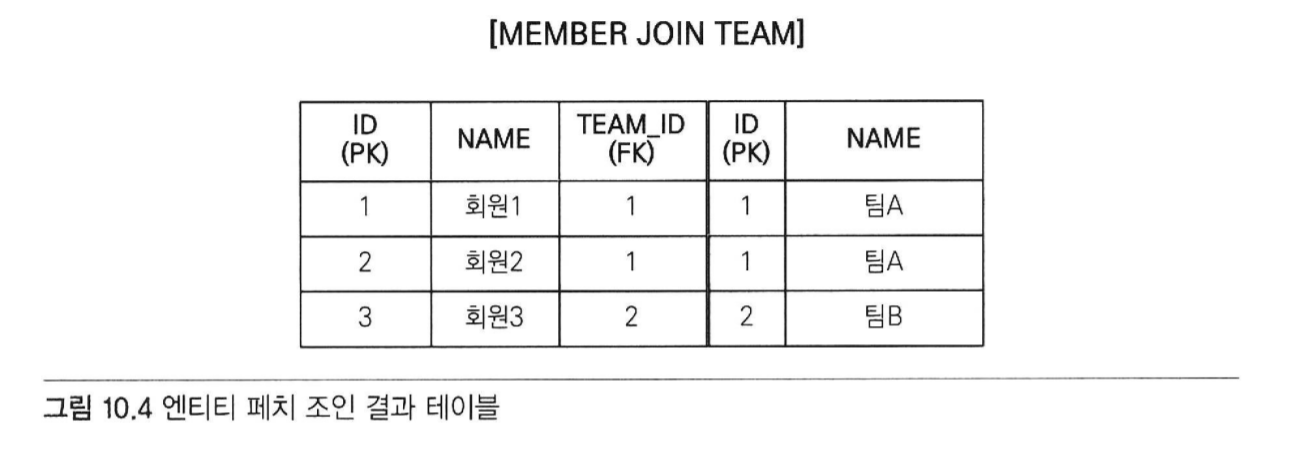 [MEMBER JOIN TEAM]
ID (PK) NAME TEAM_ID (FK) ID (PK) NAME
1 회원1 1 1 팀A
2 회원2 1 1 팀A
3 회원3 2 2 팀B
그림 10.4 엔티티 페치 조인 결과 테이블